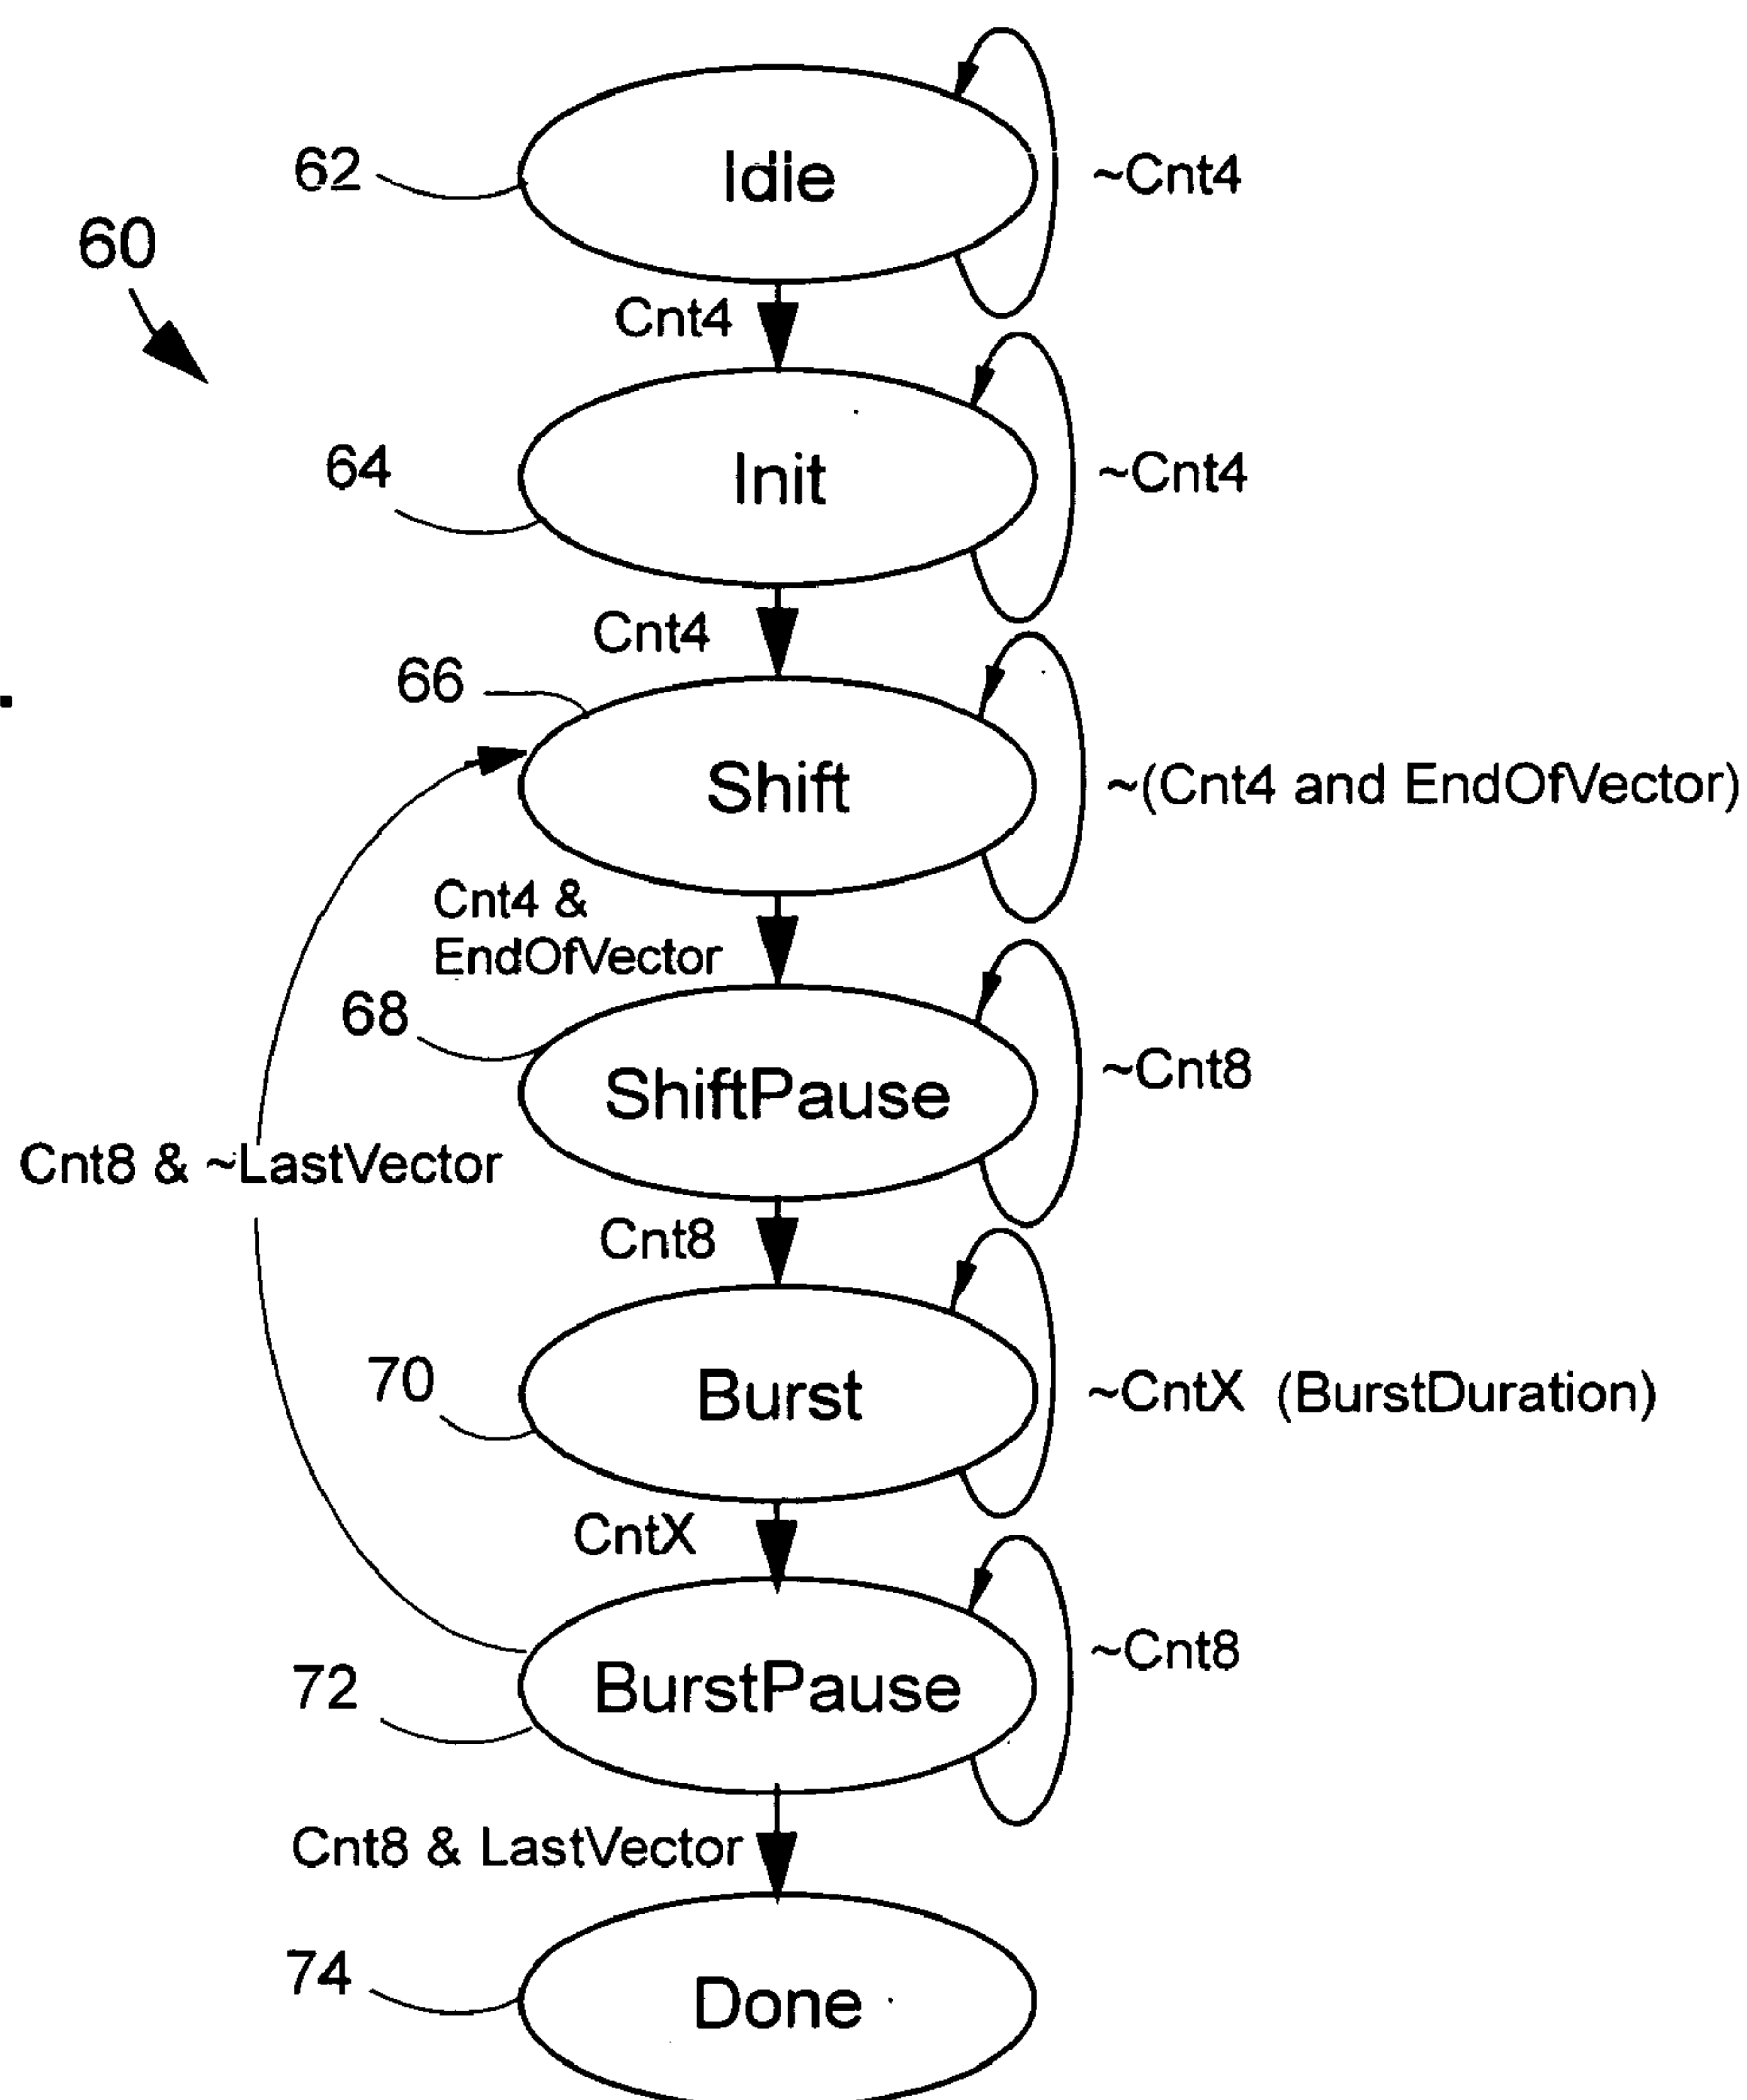 62
Idle
~Cnt4
60
Cnt4
64
Init
~Cnt4
Cnt4
66
Shift
~(Cnt4 and EndOfVector)
Cnt4 &
EndOfVector
68
ShiftPause
~Cnt8
Cnt8 & ~LastVector
Cnt8
70
Burst
~CntX (BurstDuration)
CntX
72
BurstPause
~Cnt8
Cnt8 & LastVector
74
Done